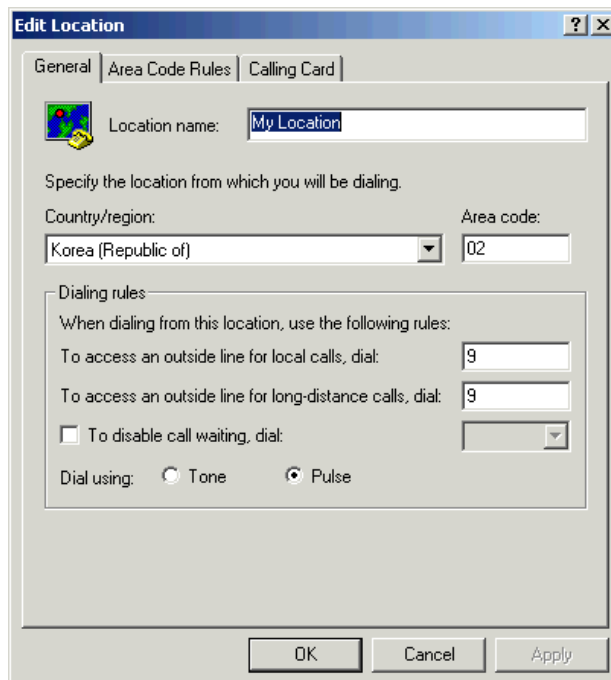 Edit Location
General Area Code Rules Calling Card
Location name: My Location
Specify the location from which you will be dialing.
Country/region: Area code:
Korea (Republic of) 02
Dialing rules
When dialing from this location, use the following rules:
To access an outside line for local calls, dial: 9
To access an outside line for long-distance calls, dial: 9
To disable call waiting, dial:
Dial using: Tone Pulse
OK Cancel Apply